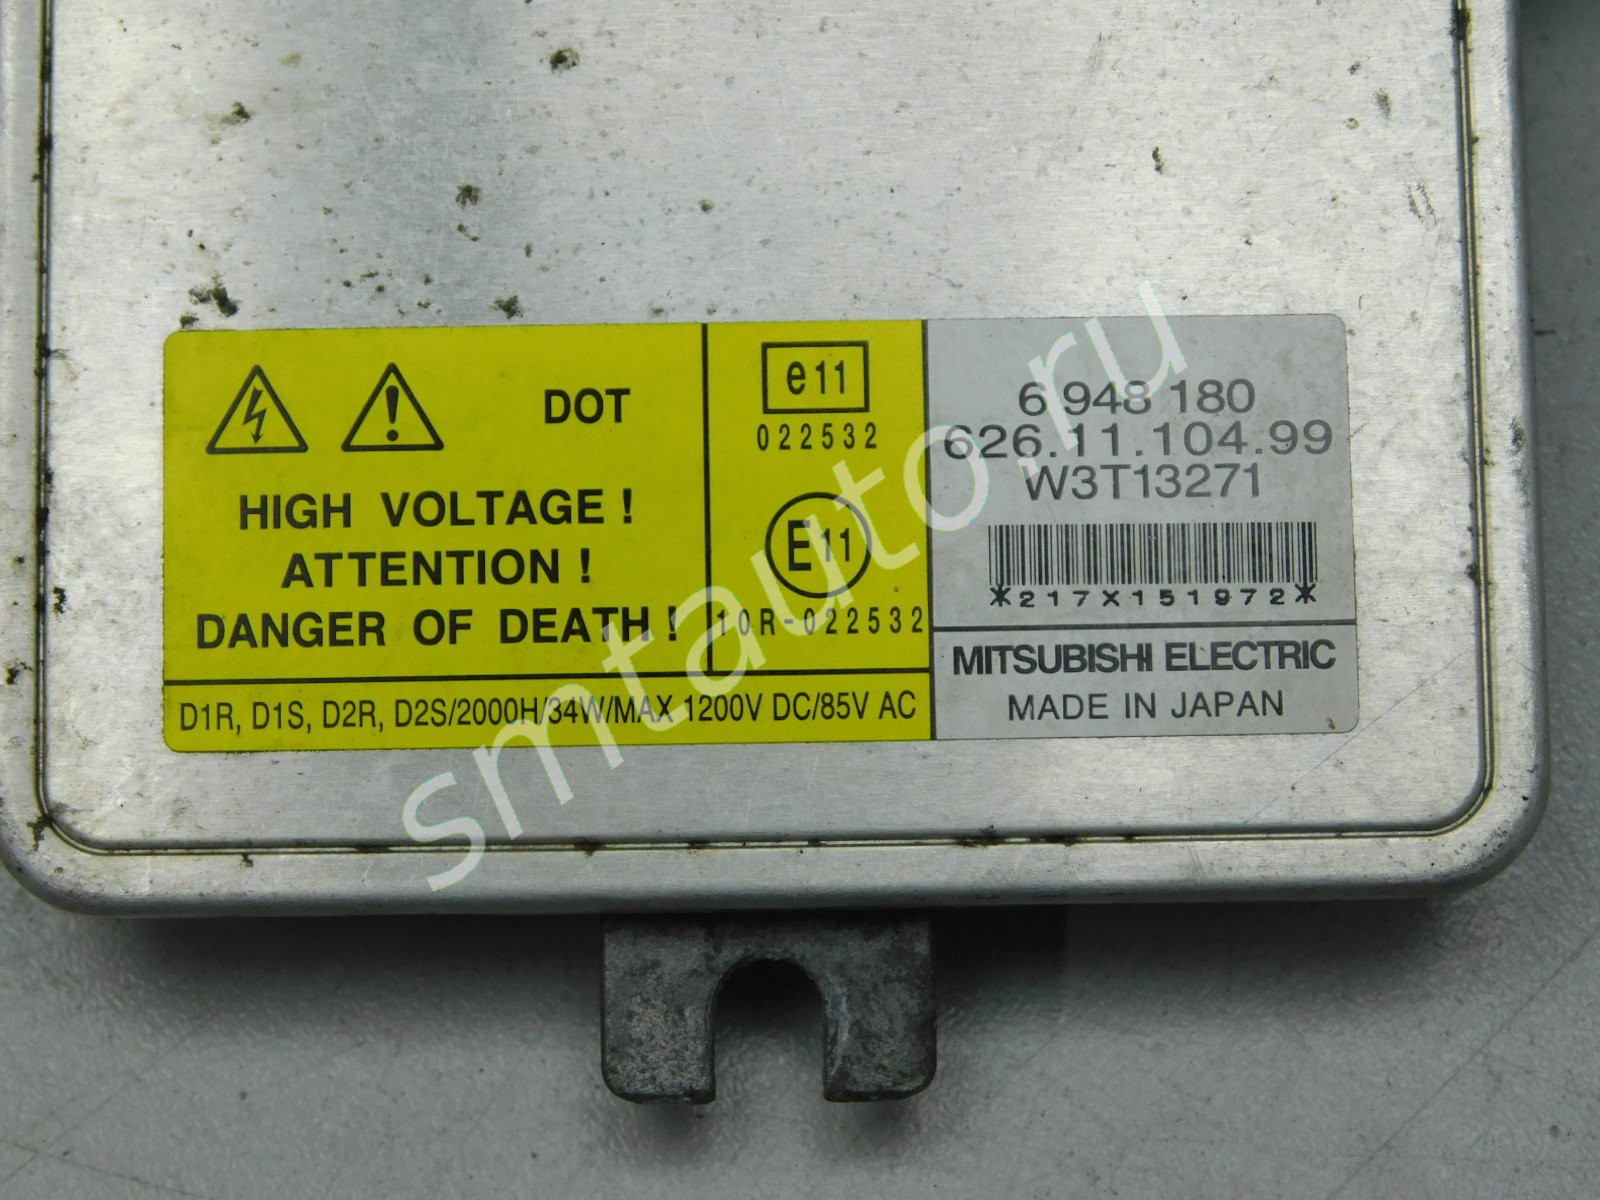 DOT
HIGH VOLTAGE !
ATTENTION !
DANGER OF DEATH !
D1R, D1S, D2R, D2S/2000H/34W/MAX 1200V DC/85V AC
e11
022532
E11
10R-022532
6 948 180
626.11.104.99
W3T13271
*217X151972*
MITSUBISHI ELECTRIC
MADE IN JAPAN
smtauto.ru